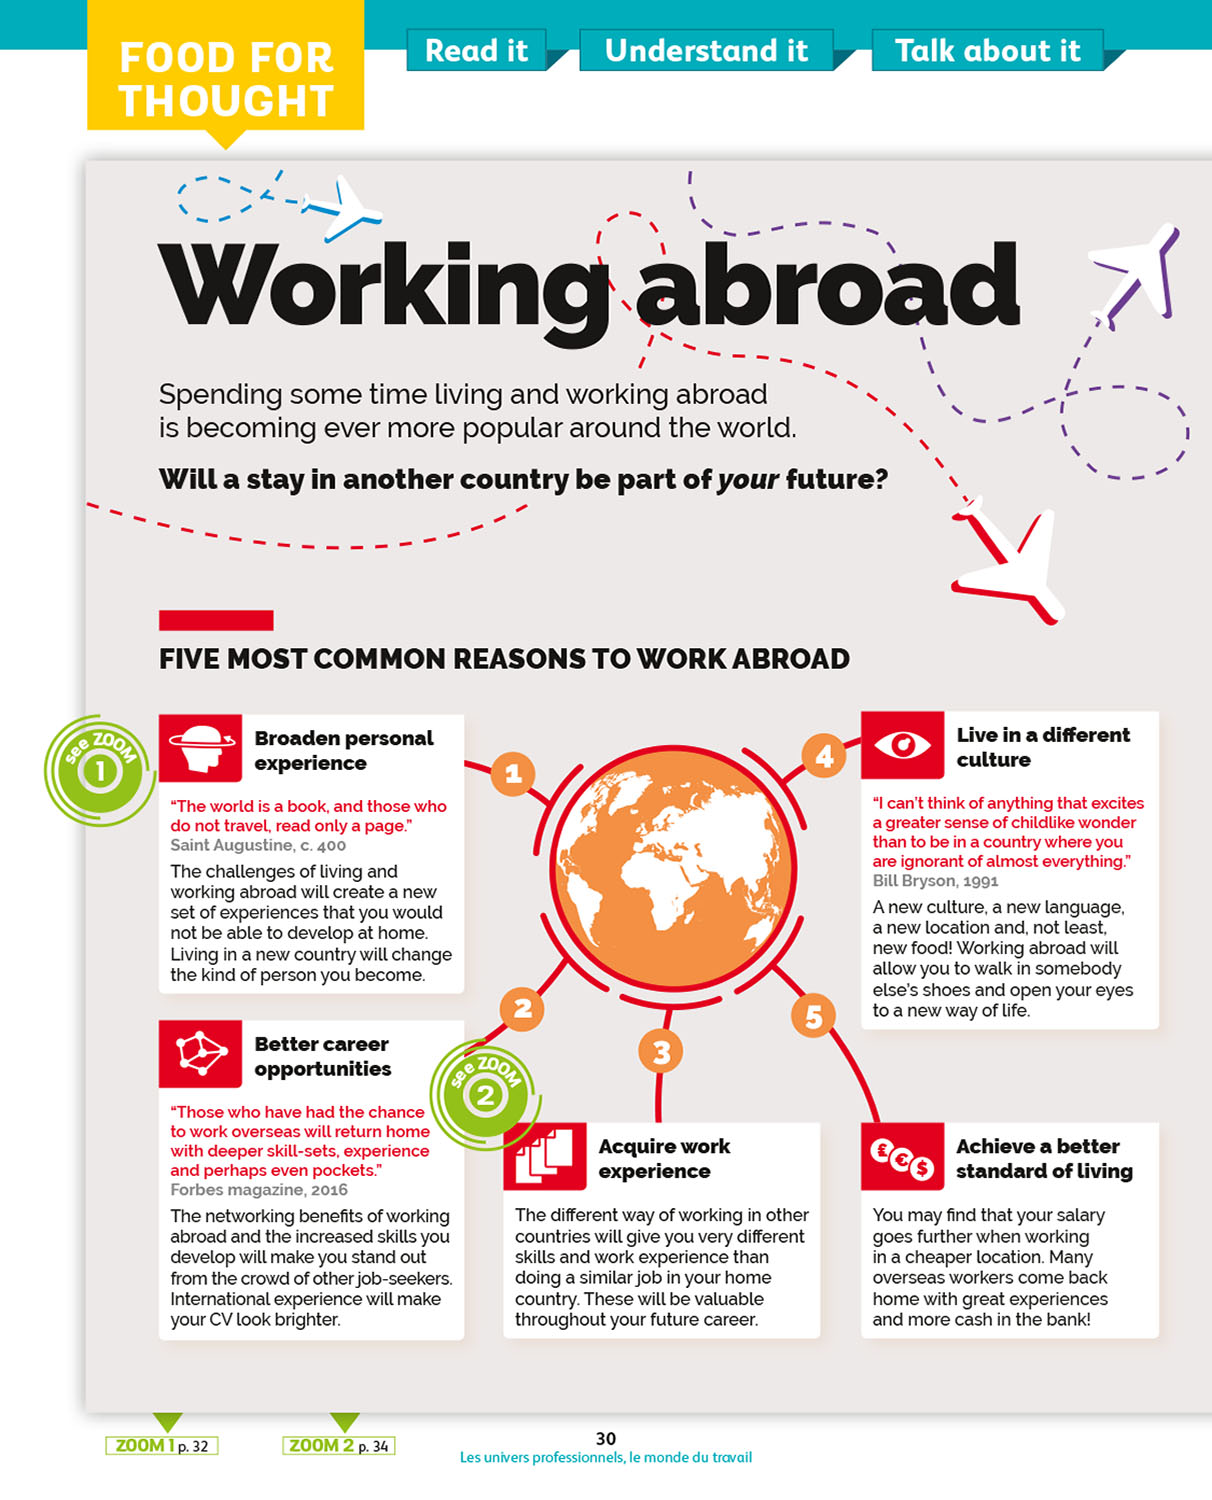 FOOD FOR
THOUGHT
Read it
Understand it
Talk about it
Working abroad
Spending some time living and working abroad
is becoming ever more popular around the world.
Will a stay in another country be part of your future?
FIVE MOST COMMON REASONS TO WORK ABROAD
see ZOOM
1
Broaden personal
experience
“The world is a book, and those who
do not travel, read only a page.”
Saint Augustine, c. 400
The challenges of living and
working abroad will create a new
set of experiences that you would
not be able to develop at home.
Living in a new country will change
the kind of person you become.
1
2
3
4
5
Better career
opportunities
“Those who have had the chance
to work overseas will return home
with deeper skill-sets, experience
and perhaps even pockets.”
Forbes magazine, 2016
The networking benefits of working
abroad and the increased skills you
develop will make you stand out
from the crowd of other job-seekers.
International experience will make
your CV look brighter.
see ZOOM
2
Acquire work
experience
The different way of working in other
countries will give you very different
skills and work experience than
doing a similar job in your home
country. These will be valuable
throughout your future career.
Live in a different
culture
“I can’t think of anything that excites
a greater sense of childlike wonder
than to be in a country where you
are ignorant of almost everything.”
Bill Bryson, 1991
A new culture, a new language,
a new location and, not least,
new food! Working abroad will
allow you to walk in somebody
else’s shoes and open your eyes
to a new way of life.
£ € $
Achieve a better
standard of living
You may find that your salary
goes further when working
in a cheaper location. Many
overseas workers come back
home with great experiences
and more cash in the bank!
ZOOM 1 p. 32
ZOOM 2 p. 34
30
Les univers professionnels, le monde du travail